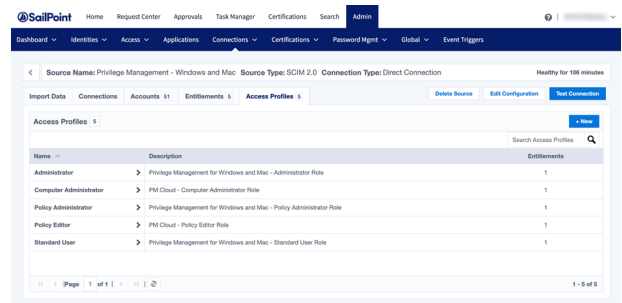 SailPoint Home Request Center Approvals Task Manager Certifications Search Admin
Dashboard Identities Access Applications Connections Certifications Password Mgmt Global Event Triggers
Source Name: Privilege Management - Windows and Mac Source Type: SCIM 2.0 Connection Type: Direct Connection Healthy for 106 minutes
Import Data Connections Accounts 51 Entitlements 5 Access Profiles 5 Delete Source Edit Configuration Test Connection
Access Profiles 5 + New
Search Access Profiles
Name Description Entitlements
Administrator Privilege Management for Windows and Mac - Administrator Role 1
Computer Administrator PM Cloud - Computer Administrator Role 1
Policy Administrator Privilege Management for Windows and Mac - Policy Administrator Role 1
Policy Editor PM Cloud - Policy Editor Role 1
Standard User Privilege Management for Windows and Mac - Standard User Role 1
Page 1 of 1 1 - 5 of 5